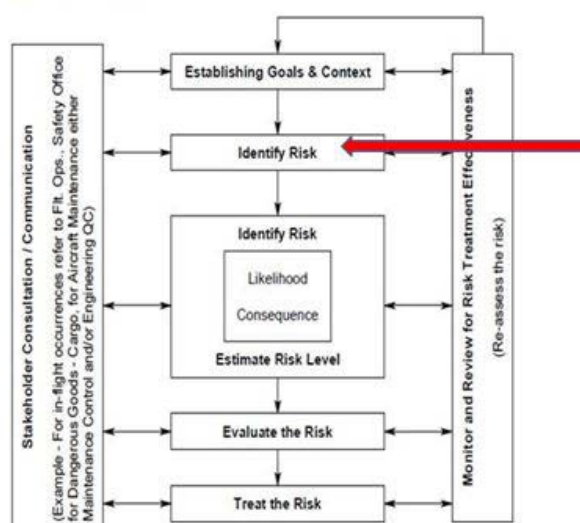 Stakeholder Consultation / Communication
(Example - For in-flight occurrences refer to Flt. Ops., Safety Office
for Dangerous Goods - Cargo, for Aircraft Maintenance either
Maintenance Control and/or Engineering QC)
Establishing Goals & Context
Identify Risk
Identify Risk
Likelihood
Consequence
Estimate Risk Level
Evaluate the Risk
Treat the Risk
Monitor and Review for Risk Treatment Effectiveness
(Re-assess the risk)